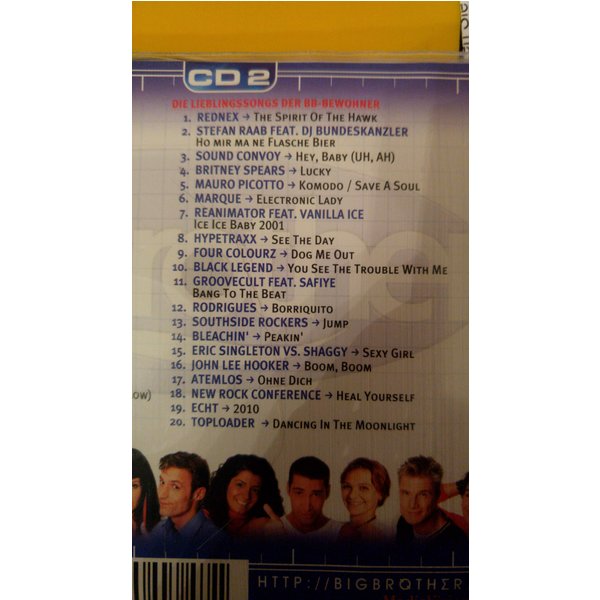 CD 2
DIE LIEBLINGSSONGS DER BB-BEWOHNER
1. REDNEX → THE SPIRIT OF THE HAWK
2. STEFAN RAAB FEAT. DJ BUNDESKANZLER
HO MIR MA NE FLASCHE BIER
3. SOUND CONVOY → HEY, BABY (UH, AH)
4. BRITNEY SPEARS → LUCKY
5. MAURO PICOTTO → KOMODO / SAVE A SOUL
6. MARQUE → ELECTRONIC LADY
7. REANIMATOR FEAT. VANILLA ICE
ICE ICE BABY 2001
8. HYPETRAXX → SEE THE DAY
9. FOUR COLOURZ → DOG ME OUT
10. BLACK LEGEND → YOU SEE THE TROUBLE WITH ME
11. GROOVECULT FEAT. SAFIYE
BANG TO THE BEAT
12. RODRIGUES → BORRIQUITO
13. SOUTHSIDE ROCKERS → JUMP
14. BLEACHIN' → PEAKIN'
15. ERIC SINGLETON VS. SHAGGY → SEXY GIRL
16. JOHN LEE HOOKER → BOOM, BOOM
17. ATEMLOS → OHNE DICH
18. NEW ROCK CONFERENCE → HEAL YOURSELF
19. ECHT → 2010
20. TOPLOADER → DANCING IN THE MOONLIGHT
HTTP://BIGBROTHER